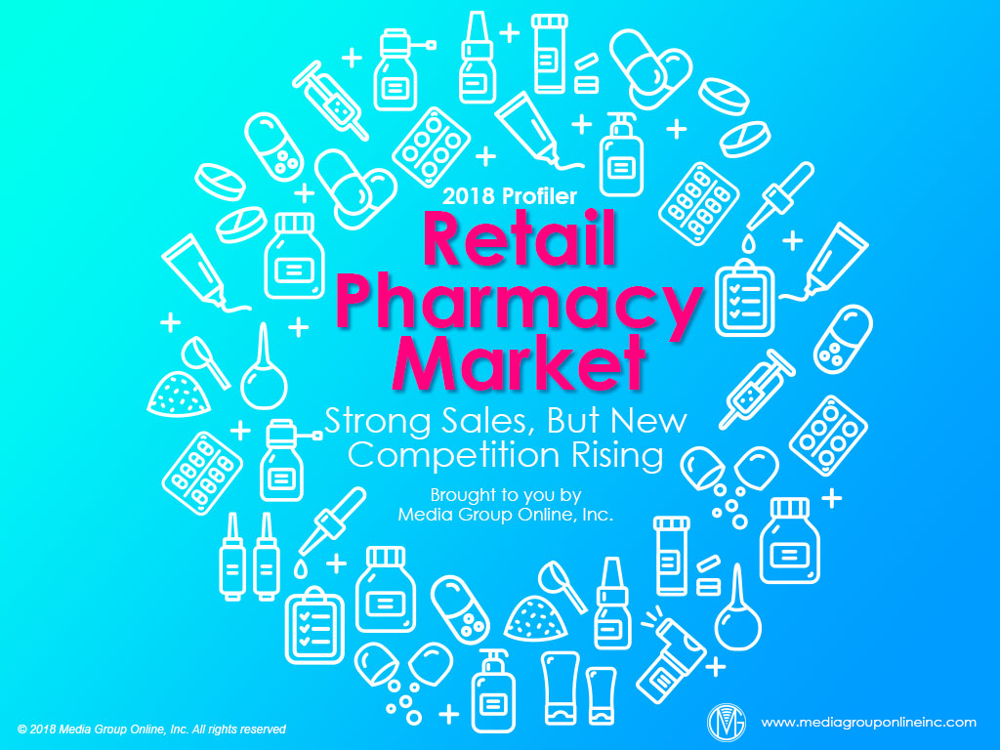 2018 Profiler
Retail
Pharmacy
Market
Strong Sales, But New
Competition Rising
Brought to you by
Media Group Online, Inc.
© 2018 Media Group Online, Inc. All rights reserved
www.mediagrouponlineinc.com